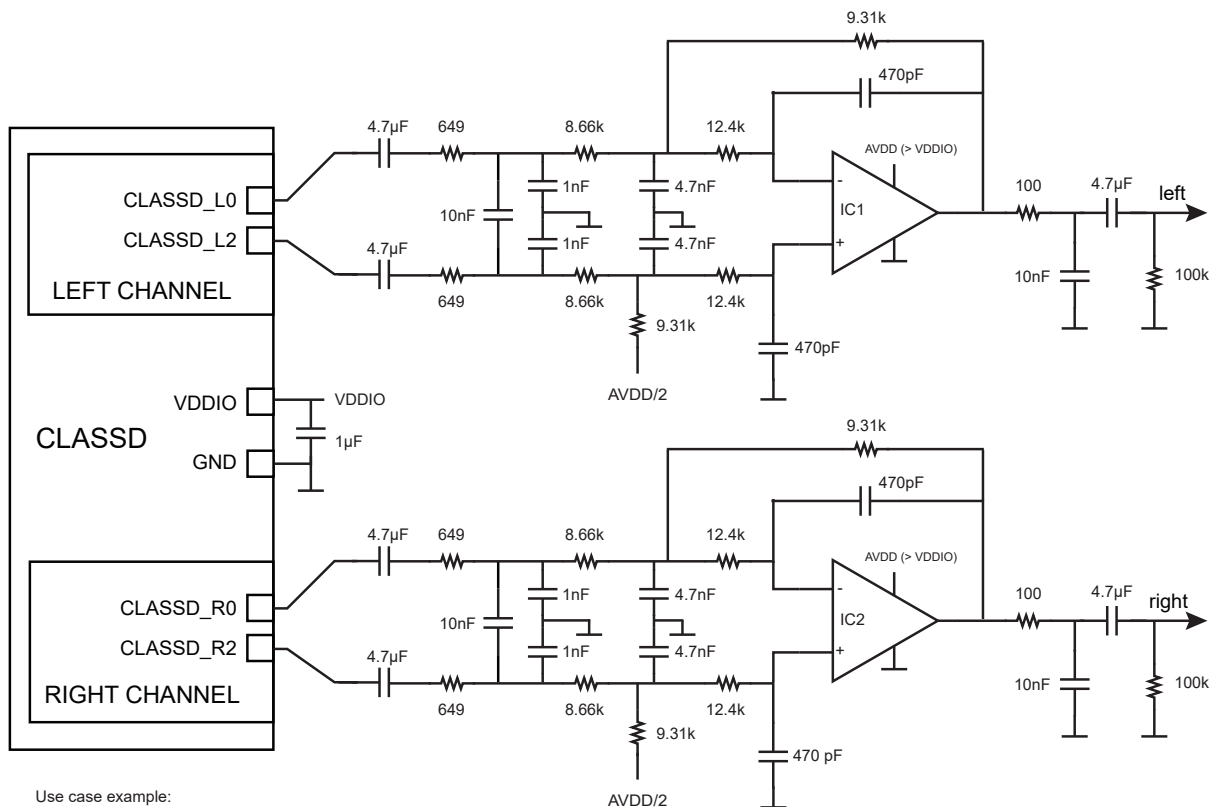 9.31k
470pF
4.7µF
649
8.66k
12.4k
AVDD (> VDDIO)
CLASSD_L0
1nF
4.7nF
-
IC1
100
4.7µF
left
10nF
CLASSD_L2
4.7µF
1nF
4.7nF
+
LEFT CHANNEL
649
8.66k
12.4k
10nF
100k
9.31k
470pF
AVDD/2
VDDIO
VDDIO
CLASSD
1µF
GND
9.31k
470pF
4.7µF
649
8.66k
12.4k
AVDD (> VDDIO)
CLASSD_R0
1nF
4.7nF
-
IC2
100
4.7µF
right
10nF
CLASSD_R2
4.7µF
1nF
4.7nF
+
RIGHT CHANNEL
649
8.66k
12.4k
10nF
100k
9.31k
470 pF
AVDD/2
Use case example: